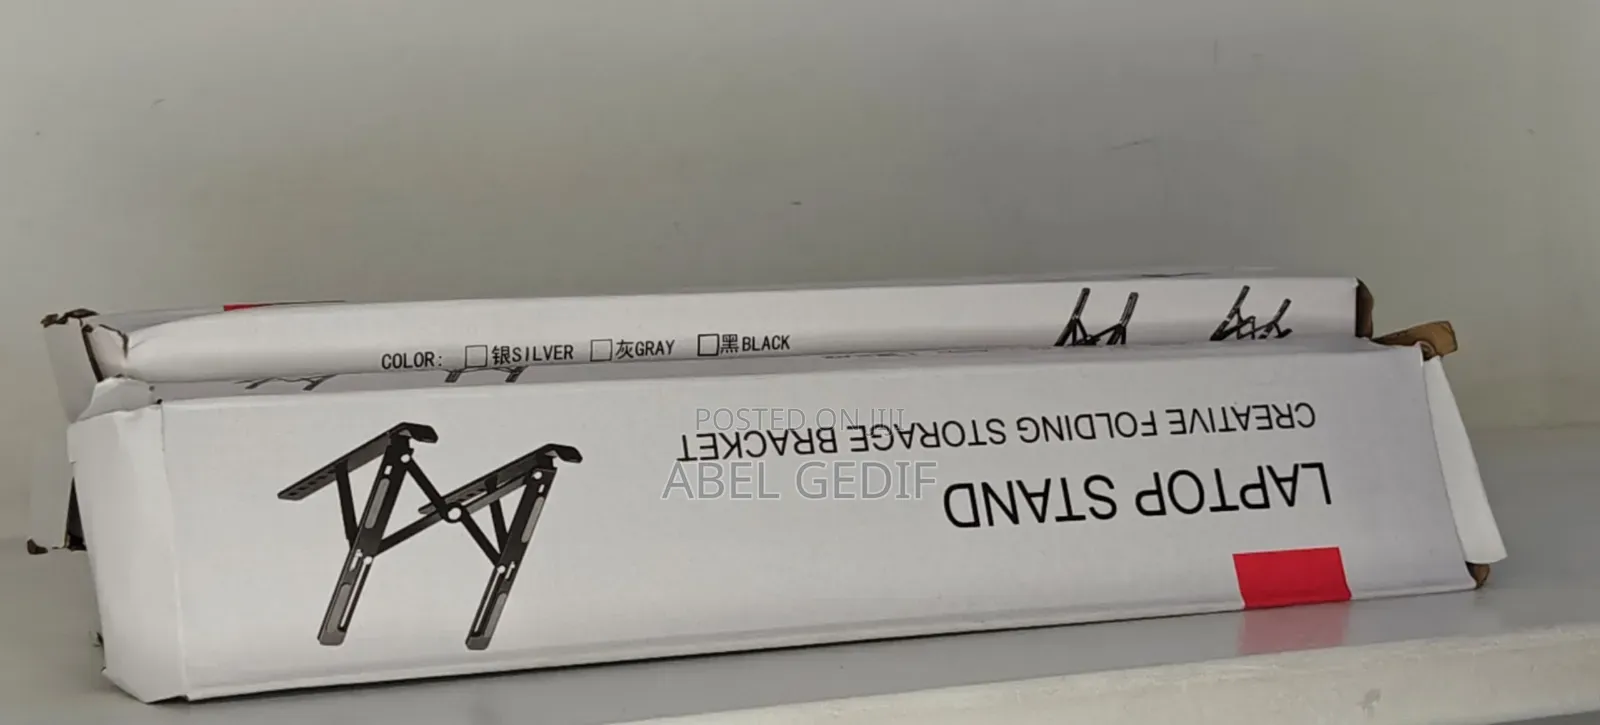 COLOR: □银SILVER □灰GRAY □黑BLACK
LAPTOP STAND
CREATIVE FOLDING STORAGE BRACKET
POSTED ON JIJI
ABEL GEDIF